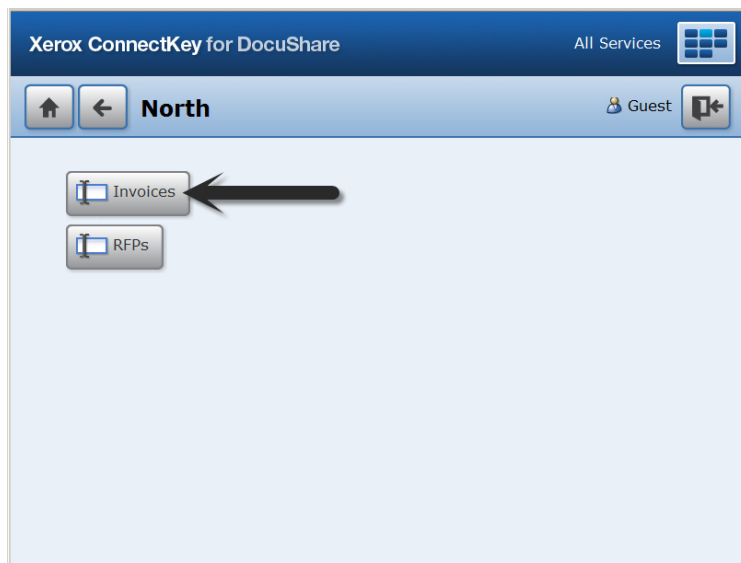 Xerox ConnectKey for DocuShare
All Services
North
Guest
Invoices
RFPs